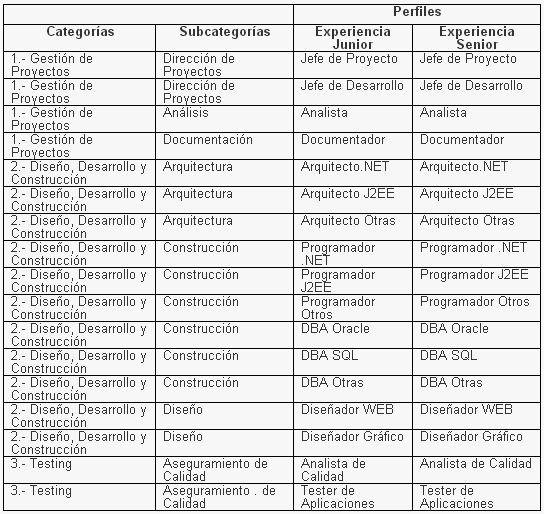 Perfiles
Categorías Subcategorías Experiencia Junior Experiencia Senior
1.- Gestión de Proyectos Dirección de Proyectos Jefe de Proyecto Jefe de Proyecto
1.- Gestión de Proyectos Dirección de Proyectos Jefe de Desarrollo Jefe de Desarrollo
1.- Gestión de Proyectos Análisis Analista Analista
1.- Gestión de Proyectos Documentación Documentador Documentador
2.- Diseño, Desarrollo y Construcción Arquitectura Arquitecto.NET Arquitecto.NET
2.- Diseño, Desarrollo y Construcción Arquitectura Arquitecto J2EE Arquitecto J2EE
2.- Diseño, Desarrollo y Construcción Arquitectura Arquitecto Otras Arquitecto Otras
2.- Diseño, Desarrollo y Construcción Construcción Programador .NET Programador .NET
2.- Diseño, Desarrollo y Construcción Construcción Programador J2EE Programador J2EE
2.- Diseño, Desarrollo y Construcción Construcción Programador Otros Programador Otros
2.- Diseño, Desarrollo y Construcción Construcción DBA Oracle DBA Oracle
2.- Diseño, Desarrollo y Construcción Construcción DBA SQL DBA SQL
2.- Diseño, Desarrollo y Construcción Construcción DBA Otras DBA Otras
2.- Diseño, Desarrollo y Construcción Diseño Diseñador WEB Diseñador WEB
2.- Diseño, Desarrollo y Construcción Diseño Diseñador Gráfico Diseñador Gráfico
3.- Testing Aseguramiento de Calidad Analista de Calidad Analista de Calidad
3.- Testing Aseguramiento . de Calidad Tester de Aplicaciones Tester de Aplicaciones